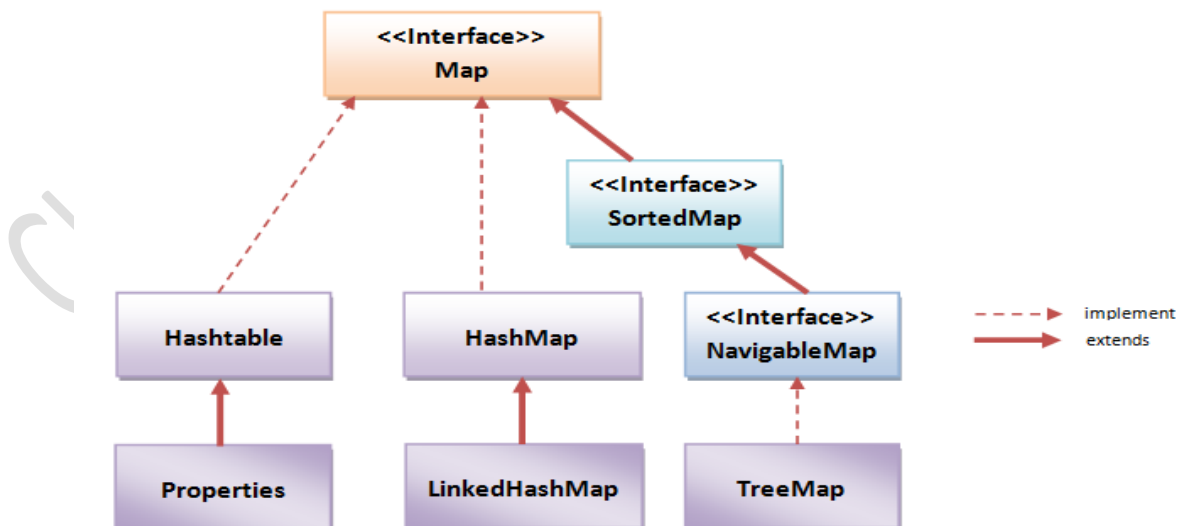 <<Interface>>
Map
<<Interface>>
SortedMap
Hashtable
HashMap
<<Interface>>
NavigableMap
implement
extends
Properties
LinkedHashMap
TreeMap